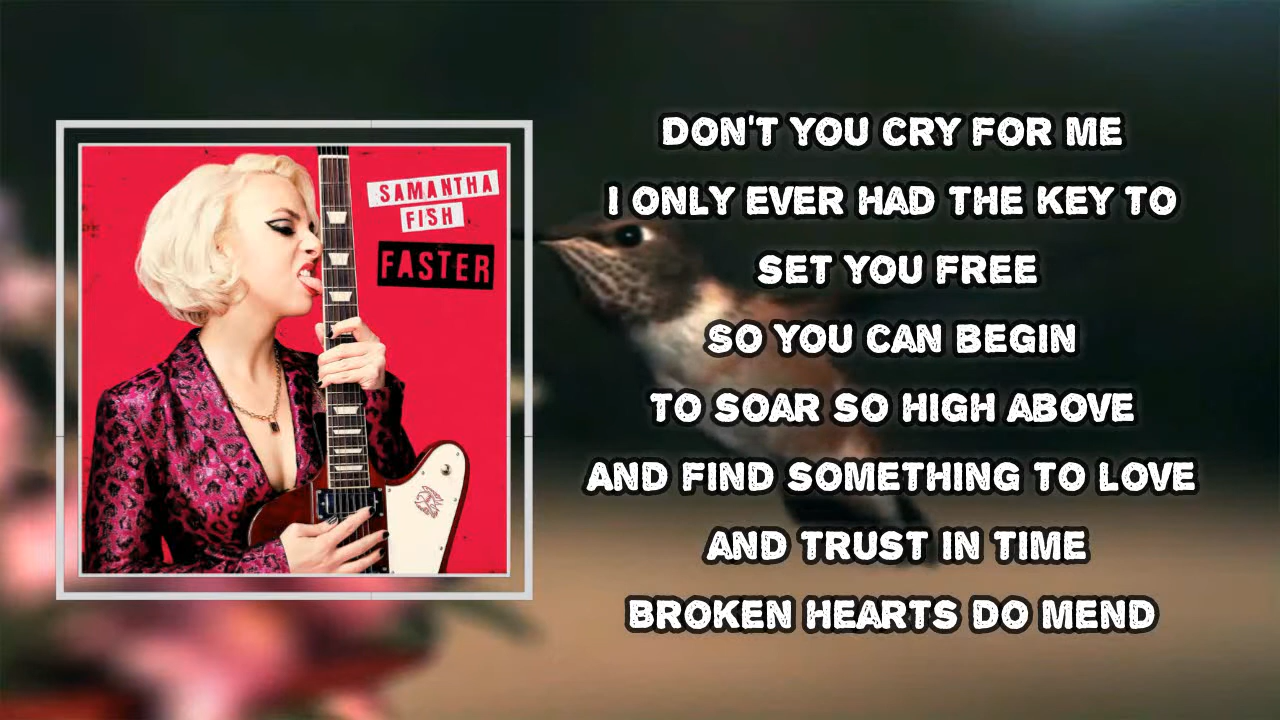 SAMANTHA
FISH
FASTER
DON'T YOU CRY FOR ME
I ONLY EVER HAD THE KEY TO
SET YOU FREE
SO YOU CAN BEGIN
TO SOAR SO HIGH ABOVE
AND FIND SOMETHING TO LOVE
AND TRUST IN TIME
BROKEN HEARTS DO MEND